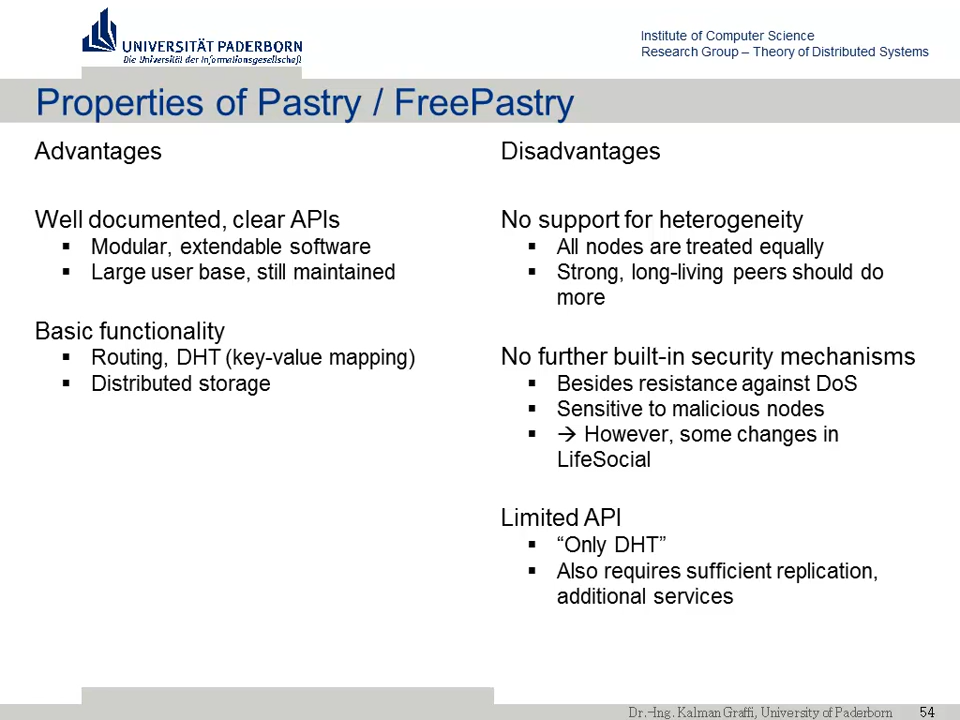 UNIVERSITÄT PADERBORN
Die Universität der Informationsgesellschaft
Institute of Computer Science
Research Group – Theory of Distributed Systems
Properties of Pastry / FreePastry
Advantages
Well documented, clear APIs
▪ Modular, extendable software
▪ Large user base, still maintained
Basic functionality
▪ Routing, DHT (key-value mapping)
▪ Distributed storage
Disadvantages
No support for heterogeneity
▪ All nodes are treated equally
▪ Strong, long-living peers should do
more
No further built-in security mechanisms
▪ Besides resistance against DoS
▪ Sensitive to malicious nodes
▪ → However, some changes in
LifeSocial
Limited API
▪ “Only DHT”
▪ Also requires sufficient replication,
additional services
Dr.-Ing. Kalman Graffi, University of Paderborn 54